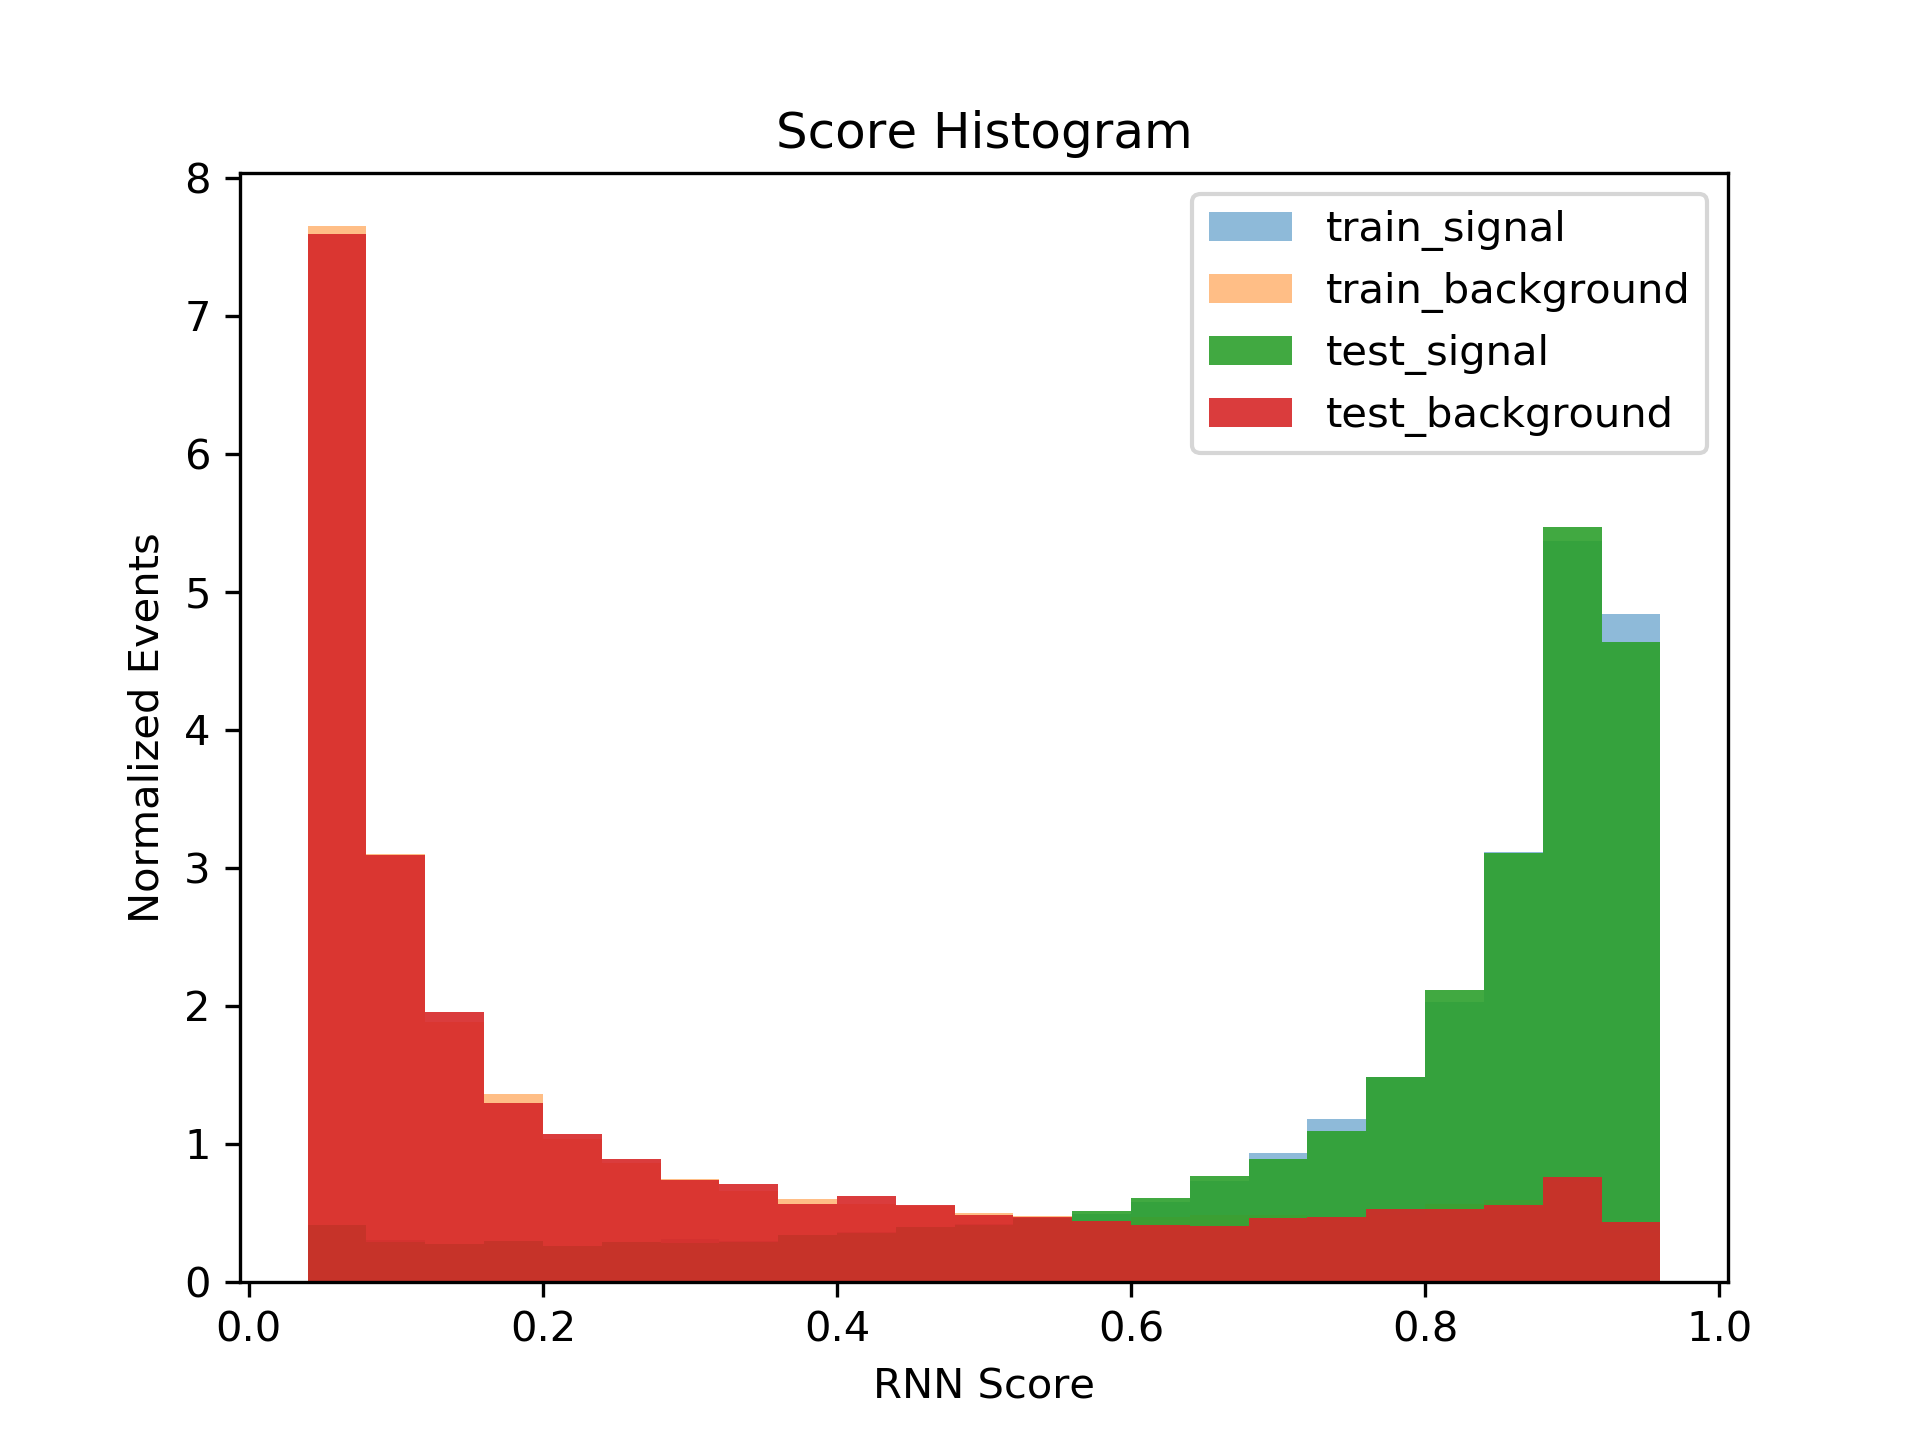 Score Histogram
8
7
6
5
4
3
2
1
0
Normalized Events
train_signal
train_background
test_signal
test_background
0.0 0.2 0.4 0.6 0.8 1.0
RNN Score